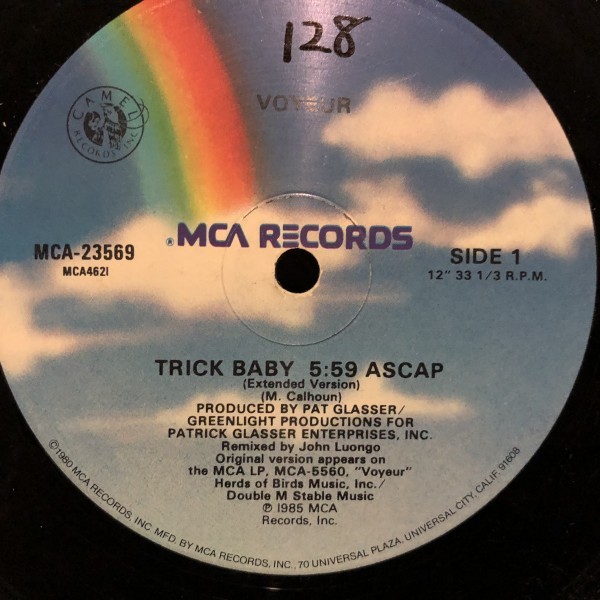 128
VOYEUR
CAMEL
RECORDS, INC.
® MCA RECORDS
MCA-23569
MCA4621
SIDE 1
12" 33 1/3 R.P.M.
TRICK BABY 5:59 ASCAP
(Extended Version)
(M. Calhoun)
PRODUCED BY PAT GLASSER/
GREENLIGHT PRODUCTIONS FOR
PATRICK GLASSER ENTERPRISES, INC.
Remixed by John Luongo
Original version appears on
the MCA LP, MCA-5560, "Voyeur"
Herds of Birds Music, Inc./
Double M Stable Music
℗ 1985 MCA
Records, Inc.
©1980 MCA RECORDS, INC. MFD. BY MCA RECORDS, INC., 70 UNIVERSAL PLAZA, UNIVERSAL CITY, CALIF. 91608